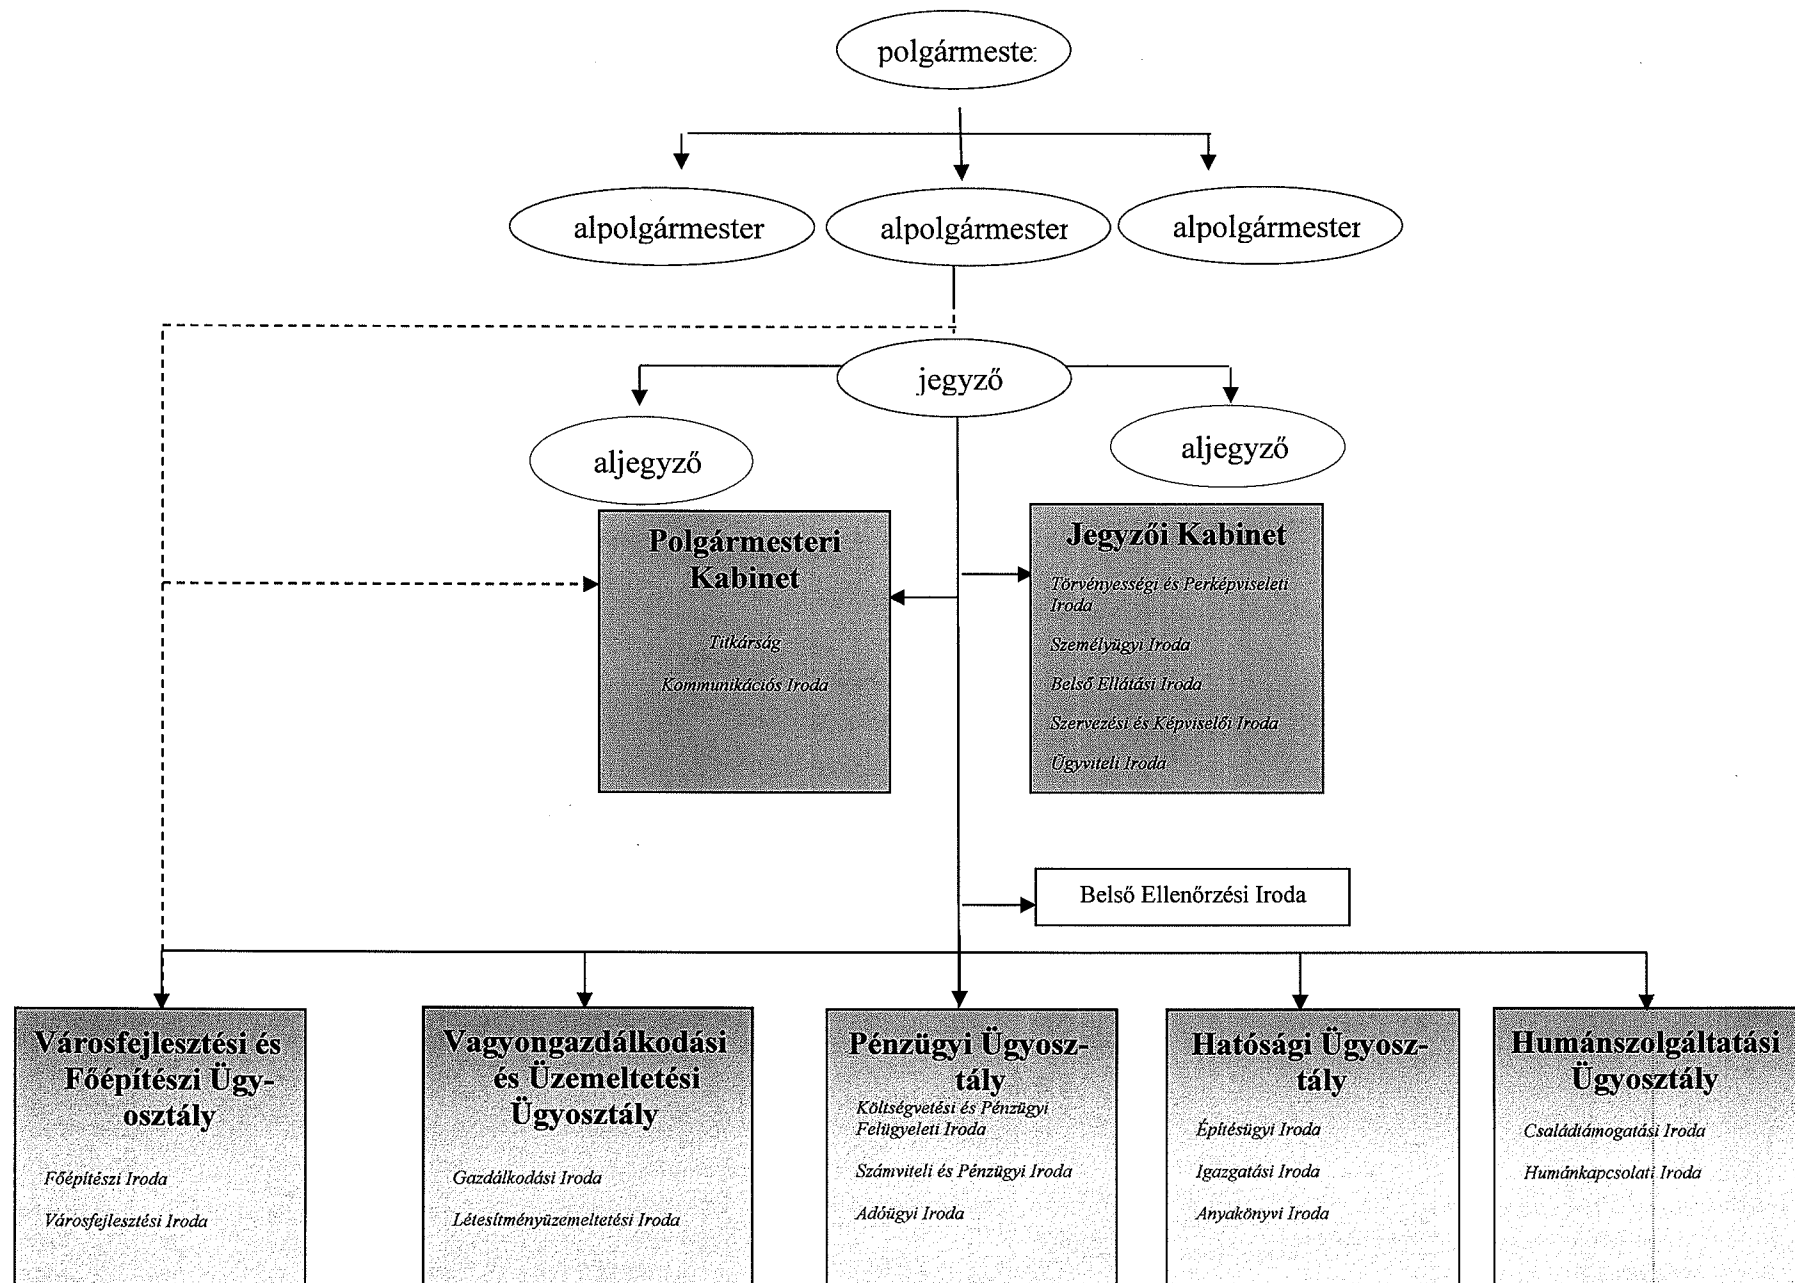 polgármeste
alpolgármester
alpolgármester
alpolgármester
jegyző
aljegyző
aljegyző
Polgármesteri
Kabinet
Titkárság
Kommunikációs Iroda
Jegyzői Kabinet
Törvényességi és Perképviseleti
Iroda
Személyügyi Iroda
Belső Ellátási Iroda
Szervezési és Képviselői Iroda
Ügyviteli Iroda
Belső Ellenőrzési Iroda
Városfejlesztési és
Főépítészi Ügy-
osztály
Főépítészi Iroda
Városfejlesztési Iroda
Vagyongazdálkodási
és Üzemeltetési
Ügyosztály
Gazdálkodási Iroda
Létesítményüzemeltetési Iroda
Pénzügyi Ügyosz-
tály
Költségvetési és Pénzügyi
Felügyeleti Iroda
Számviteli és Pénzügyi Iroda
Adóügyi Iroda
Hatósági Ügyosz-
tály
Építésügyi Iroda
Igazgatási Iroda
Anyakönyvi Iroda
Humánszolgáltatási
Ügyosztály
Családtámogatási Iroda
Humánkapcsolati Iroda